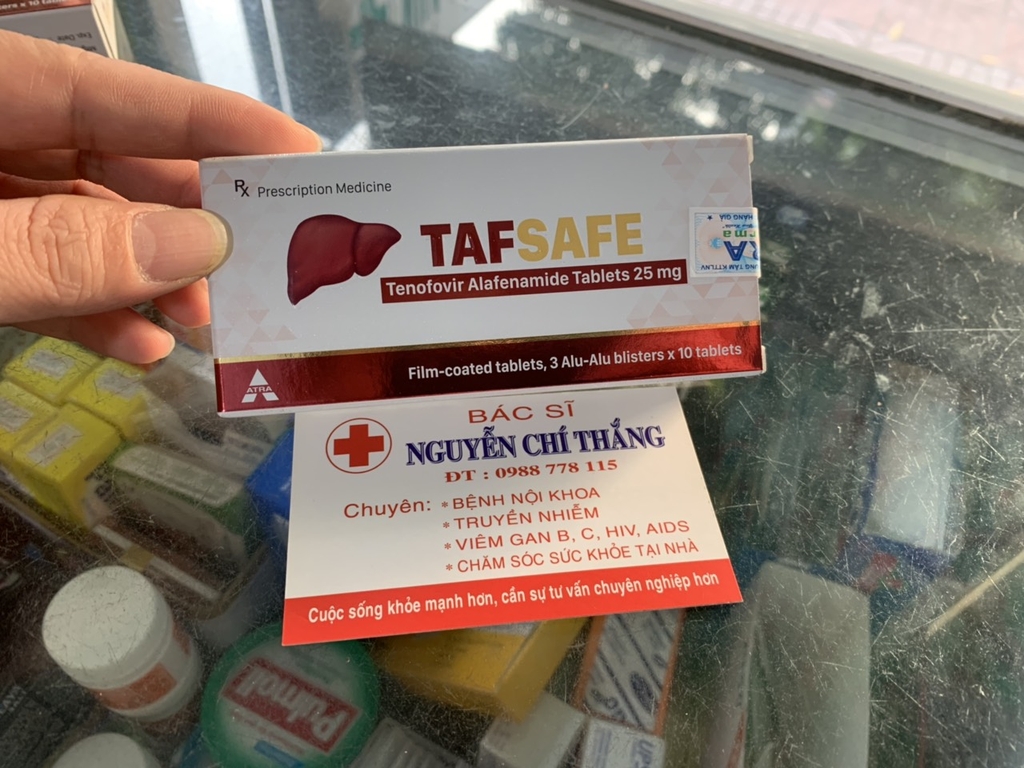 Rx Prescription Medicine
TAFSAFE
Tenofovir Alafenamide Tablets 25 mg
Film-coated tablets, 3 Alu-Alu blisters x 10 tablets
ATRA
BÁC SĨ
NGUYỄN CHÍ THẮNG
ĐT : 0988 778 115
Chuyên: * BỆNH NỘI KHOA
* TRUYỀN NHIỄM
* VIÊM GAN B, C, HIV, AIDS
* CHĂM SÓC SỨC KHỎE TẠI NHÀ
Cuộc sống khỏe mạnh hơn, cần sự tư vấn chuyên nghiệp hơn
Pulmoll